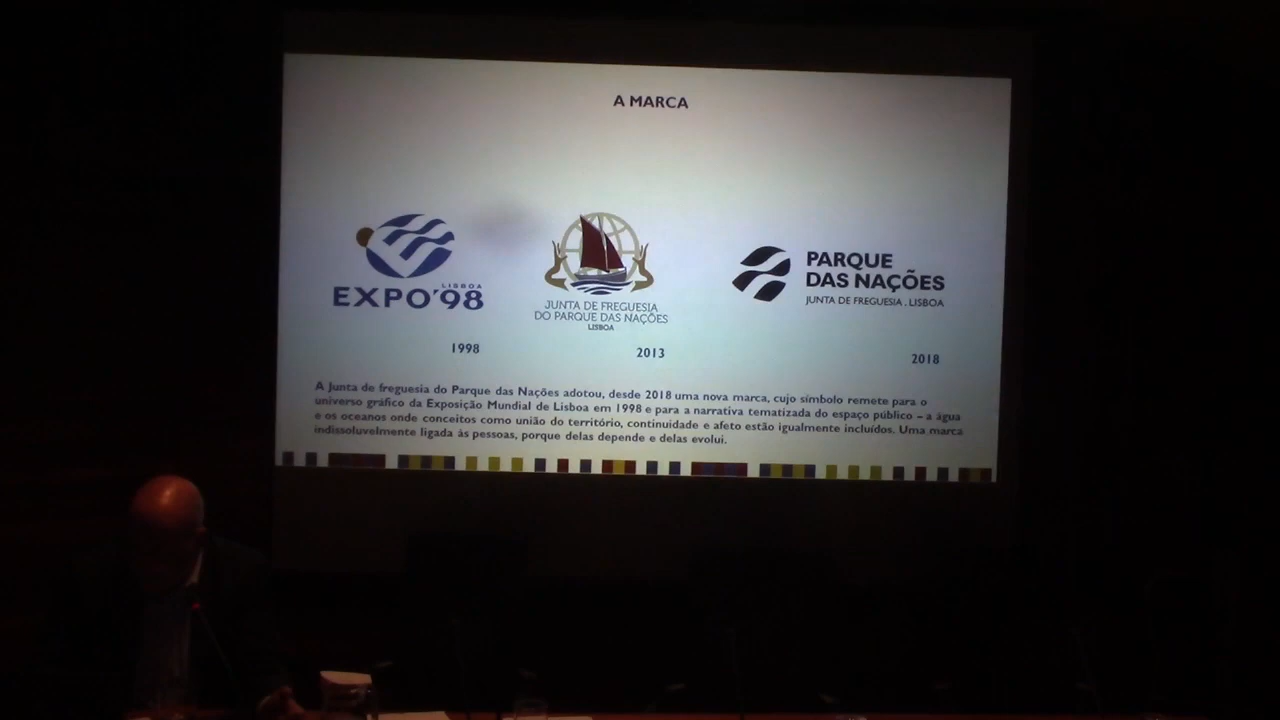 A MARCA
LISBOA
EXPO'98
1998
JUNTA DE FREGUESIA
DO PARQUE DAS NAÇÕES
LISBOA
2013
PARQUE
DAS NAÇÕES
JUNTA DE FREGUESIA . LISBOA
2018
A Junta de freguesia do Parque das Nações adotou, desde 2018 uma nova marca, cujo símbolo remete para o
universo gráfico da Exposição Mundial de Lisboa em 1998 e para a narrativa tematizada do espaço público – a água
e os oceanos onde conceitos como união do território, continuidade e afeto estão igualmente incluídos. Uma marca
indissoluvelmente ligada ás pessoas, porque delas depende e delas evolui.